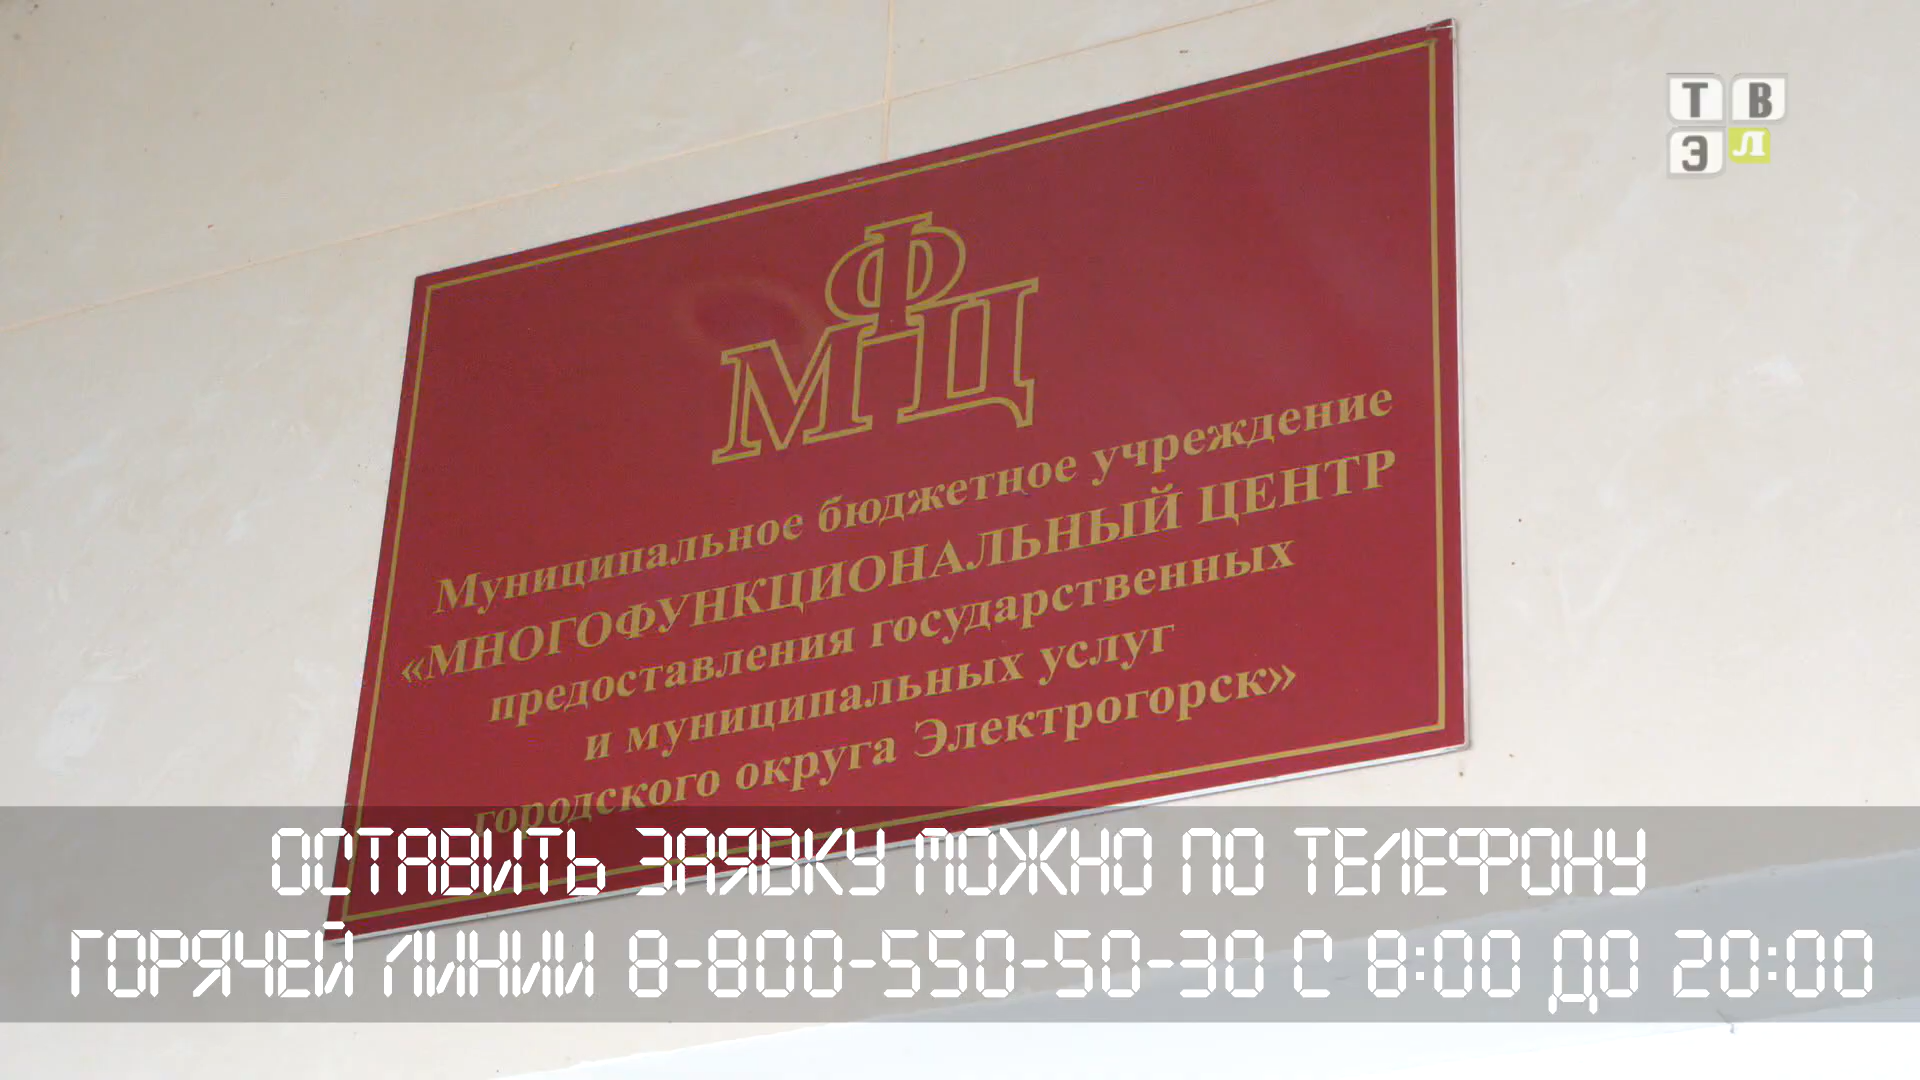 ТВ
ЭЛ
МФЦ
Муниципальное бюджетное учреждение
«МНОГОФУНКЦИОНАЛЬНЫЙ ЦЕНТР
предоставления государственных
и муниципальных услуг
городского округа Электрогорск»
ОСТАВИТЬ ЗАЯВКУ МОЖНО ПО ТЕЛЕФОНУ
ГОРЯЧЕЙ ЛИНИИ 8-800-550-50-30 С 8:00 ДО 20:00